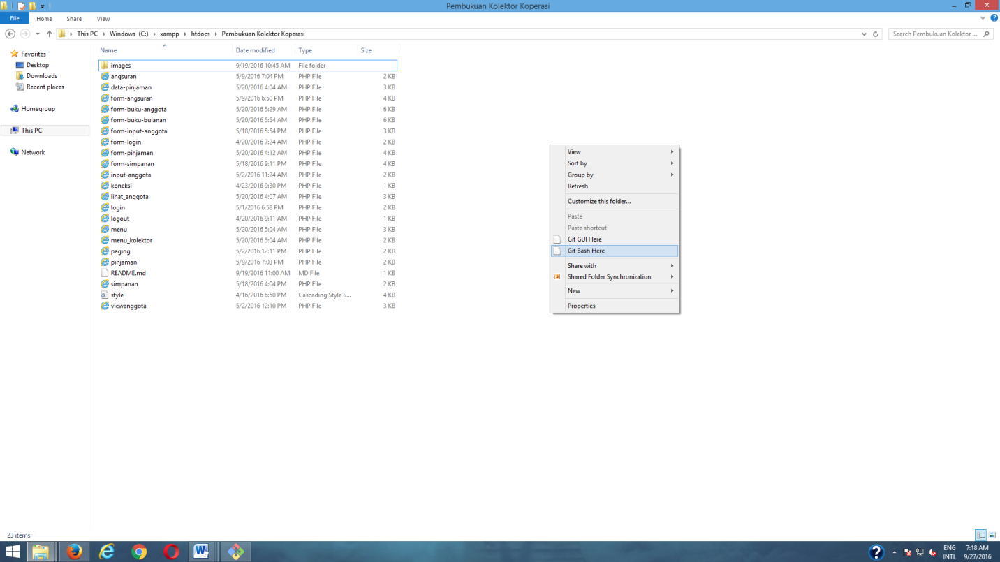 Pembukuan Kolektor Koperasi
File Home Share View
This PC Windows (C:) xampp htdocs Pembukuan Kolektor Koperasi
Search Pembukuan Kolektor ...
Favorites
Desktop
Downloads
Recent places
Homegroup
This PC
Network
Name Date modified Type Size
images 9/19/2016 10:45 AM File folder
angsuran 5/9/2016 7:04 PM PHP File 2 KB
data-pinjaman 5/20/2016 4:04 AM PHP File 3 KB
form-angsuran 5/9/2016 6:50 PM PHP File 4 KB
form-buku-anggota 5/20/2016 5:29 AM PHP File 6 KB
form-buku-bulanan 5/20/2016 5:54 AM PHP File 6 KB
form-input-anggota 5/18/2016 5:54 PM PHP File 3 KB
form-login 4/20/2016 7:24 AM PHP File 2 KB
form-pinjaman 5/20/2016 4:12 AM PHP File 4 KB
form-simpanan 5/18/2016 9:11 PM PHP File 4 KB
input-anggota 5/2/2016 11:24 AM PHP File 2 KB
koneksi 4/23/2016 9:30 PM PHP File 1 KB
lihat_anggota 5/20/2016 4:07 AM PHP File 3 KB
login 5/1/2016 6:58 PM PHP File 2 KB
logout 4/20/2016 9:11 AM PHP File 1 KB
menu 5/20/2016 5:04 AM PHP File 3 KB
menu_kolektor 5/20/2016 5:04 AM PHP File 2 KB
paging 5/2/2016 12:11 PM PHP File 2 KB
pinjaman 5/9/2016 7:03 PM PHP File 2 KB
README.md 9/19/2016 11:00 AM MD File 1 KB
simpanan 5/18/2016 4:04 PM PHP File 2 KB
style 4/16/2016 6:50 PM Cascading Style S... 4 KB
viewanggota 5/2/2016 12:10 PM PHP File 3 KB
View
Sort by
Group by
Refresh
Customize this folder...
Paste
Paste shortcut
Git GUI Here
Git Bash Here
Share with
Shared Folder Synchronization
New
Properties
23 items
ENG 7:18 AM
INTL 9/27/2016